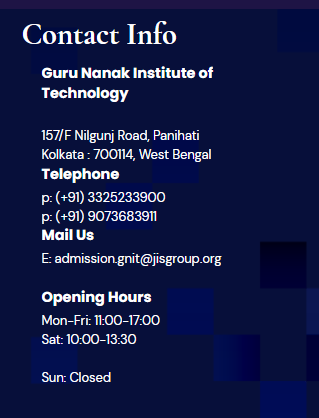 Contact Info
Guru Nanak Institute of
Technology
157/F Nilgunj Road, Panihati
Kolkata : 700114, West Bengal
Telephone
p: (+91) 3325233900
p: (+91) 9073683911
Mail Us
E: admission.gnit@jisgroup.org
Opening Hours
Mon-Fri: 11:00-17:00
Sat: 10:00-13:30
Sun: Closed